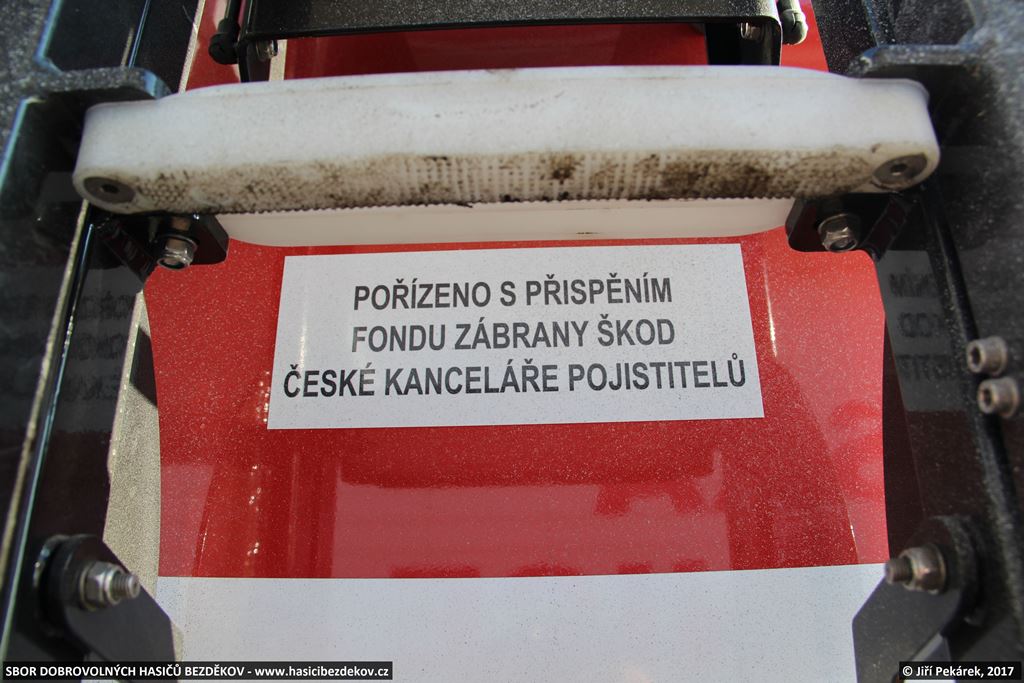 POŘÍZENO S PŘISPĚNÍM
FONDU ZÁBRANY ŠKOD
ČESKÉ KANCELÁŘE POJISTITELŮ
SBOR DOBROVOLNÝCH HASIČŮ BEZDĚKOV - www.hasicibezdekov.cz
© Jiří Pekárek, 2017